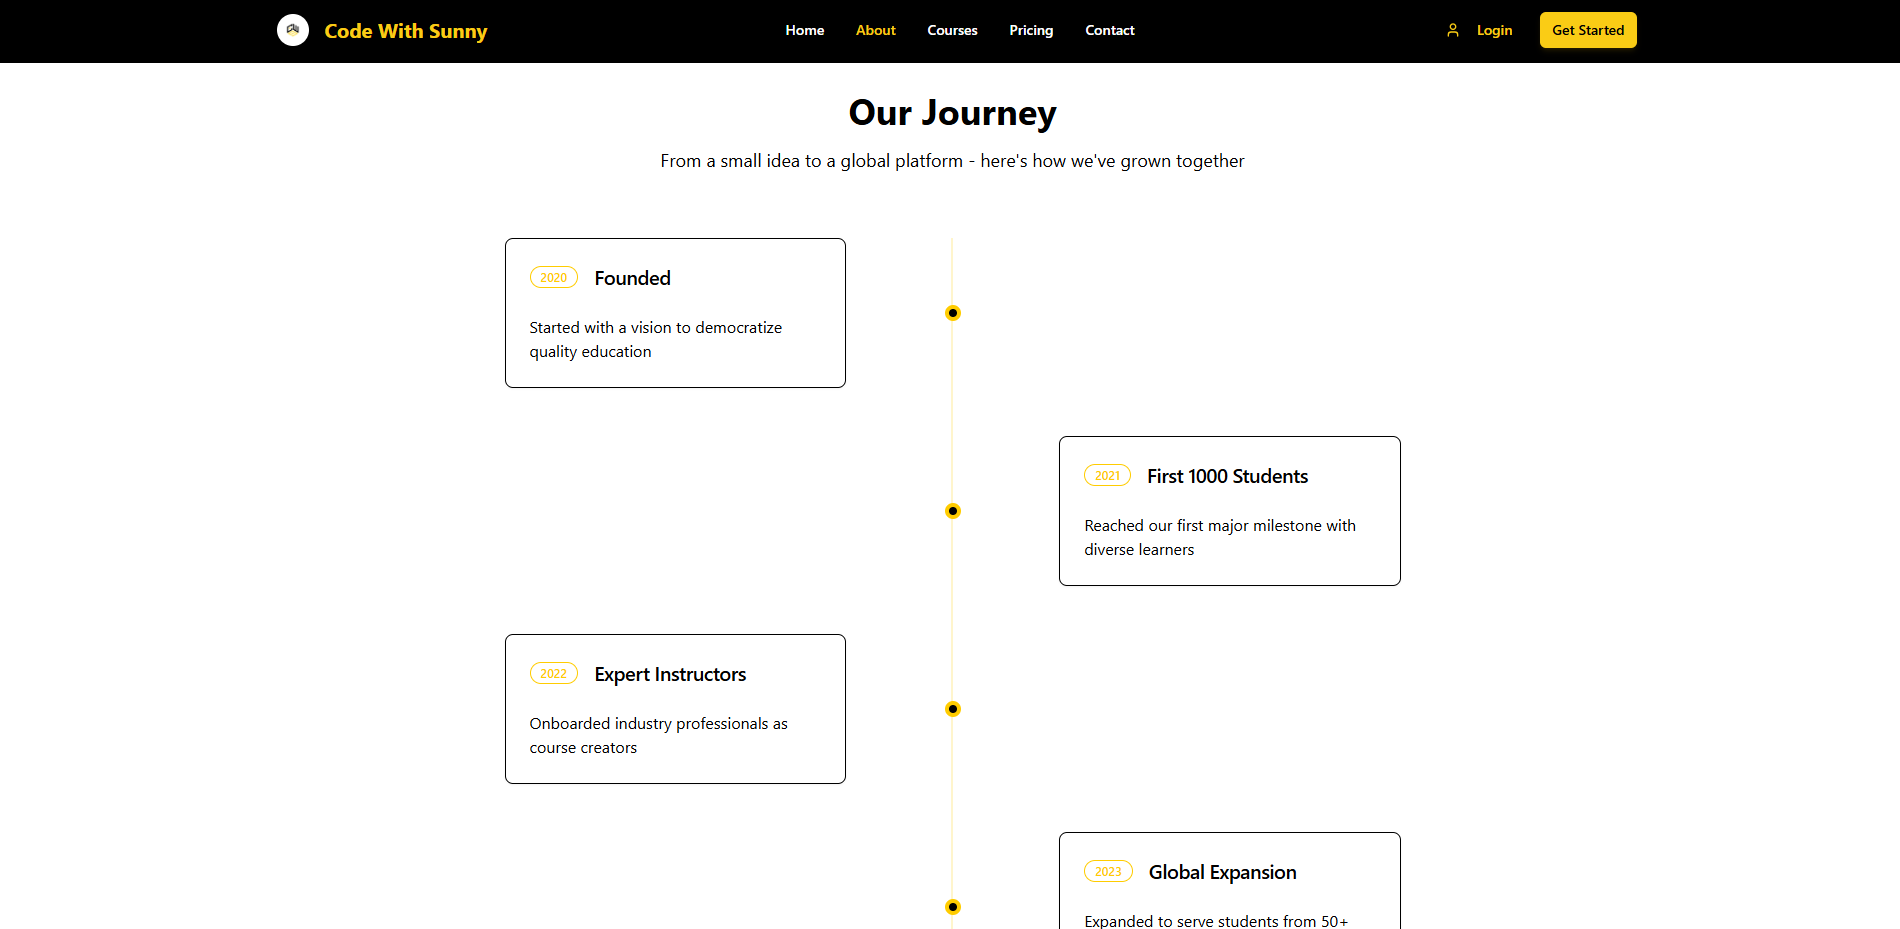 Code With Sunny
Home
About
Courses
Pricing
Contact
Login
Get Started
Our Journey
From a small idea to a global platform - here's how we've grown together
2020
Founded
Started with a vision to democratize
quality education
2021
First 1000 Students
Reached our first major milestone with
diverse learners
2022
Expert Instructors
Onboarded industry professionals as
course creators
2023
Global Expansion
Expanded to serve students from 50+